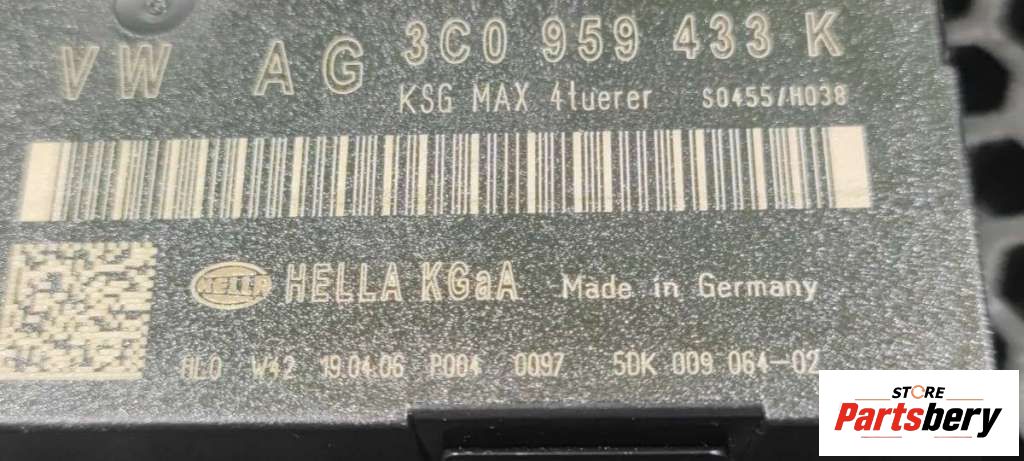 VW AG 3C0 959 433 K
KSG MAX 4tuerer S0455/H038
HELLA HELLA KGaA Made in Germany
HLO W42 19.04.06 P004 0097 5DK 009 064-02
STORE
Partsbery